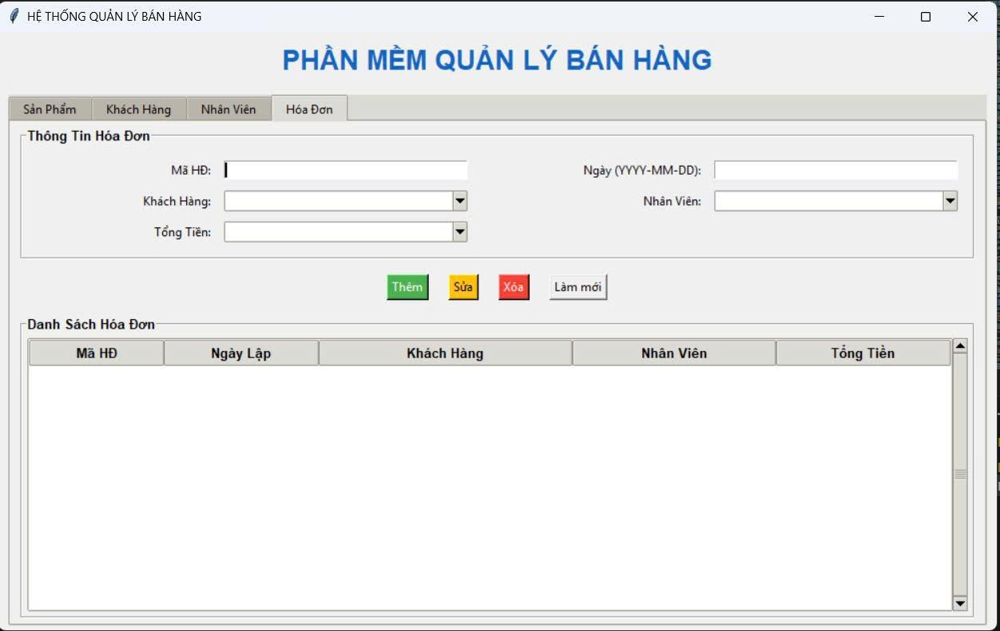 HỆ THỐNG QUẢN LÝ BÁN HÀNG
PHẦN MỀM QUẢN LÝ BÁN HÀNG
Sản Phẩm Khách Hàng Nhân Viên Hóa Đơn
Thông Tin Hóa Đơn
Mã HĐ: Ngày (YYYY-MM-DD):
Khách Hàng: Nhân Viên:
Tổng Tiền:
Thêm Sửa Xóa Làm mới
Danh Sách Hóa Đơn
Mã HĐ Ngày Lập Khách Hàng Nhân Viên Tổng Tiền